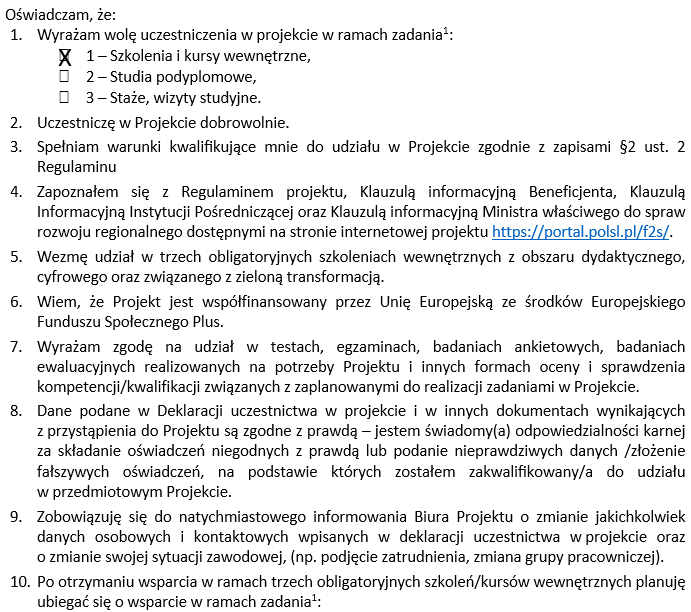 Oświadczam, że:
1. Wyrażam wolę uczestniczenia w projekcie w ramach zadania¹:
☒ 1 – Szkolenia i kursy wewnętrzne,
☐ 2 – Studia podyplomowe,
☐ 3 – Staże, wizyty studyjne.
2. Uczestniczę w Projekcie dobrowolnie.
3. Spełniam warunki kwalifikujące mnie do udziału w Projekcie zgodnie z zapisami §2 ust. 2
Regulaminu
4. Zapoznałem się z Regulaminem projektu, Klauzulą informacyjną Beneficjenta, Klauzulą
Informacyjną Instytucji Pośredniczącej oraz Klauzulą informacyjną Ministra właściwego do spraw
rozwoju regionalnego dostępnymi na stronie internetowej projektu https://portal.polsl.pl/f2s/.
5. Wezmę udział w trzech obligatoryjnych szkoleniach wewnętrznych z obszaru dydaktycznego,
cyfrowego oraz związanego z zieloną transformacją.
6. Wiem, że Projekt jest współfinansowany przez Unię Europejską ze środków Europejskiego
Funduszu Społecznego Plus.
7. Wyrażam zgodę na udział w testach, egzaminach, badaniach ankietowych, badaniach
ewaluacyjnych realizowanych na potrzeby Projektu i innych formach oceny i sprawdzenia
kompetencji/kwalifikacji związanych z zaplanowanymi do realizacji zadaniami w Projekcie.
8. Dane podane w Deklaracji uczestnictwa w projekcie i w innych dokumentach wynikających
z przystąpienia do Projektu są zgodne z prawdą – jestem świadomy(a) odpowiedzialności karnej
za składanie oświadczeń niegodnych z prawdą lub podanie nieprawdziwych danych /złożenie
fałszywych oświadczeń, na podstawie których zostałem zakwalifikowany/a do udziału
w przedmiotowym Projekcie.
9. Zobowiązuję się do natychmiastowego informowania Biura Projektu o zmianie jakichkolwiek
danych osobowych i kontaktowych wpisanych w deklaracji uczestnictwa w projekcie oraz
o zmianie swojej sytuacji zawodowej, (np. podjęcie zatrudnienia, zmiana grupy pracowniczej).
10. Po otrzymaniu wsparcia w ramach trzech obligatoryjnych szkoleń/kursów wewnętrznych planuję
ubiegać się o wsparcie w ramach zadania¹: